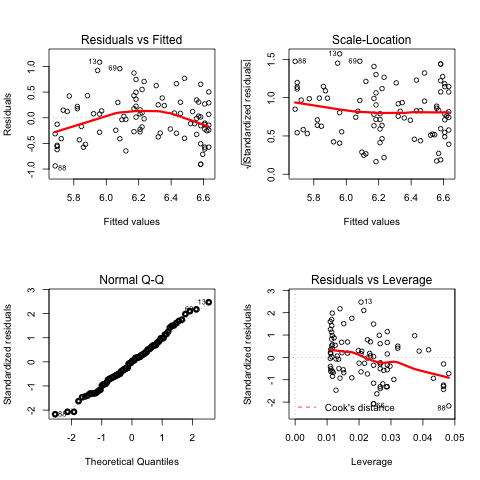 Residuals vs Fitted
Residuals
-1.0 -0.5 0.0 0.5 1.0
13
69
88
5.8 6.0 6.2 6.4 6.6
Fitted values
Scale-Location
√|Standardized residuals|
0.0 0.5 1.0 1.5
88
13
69
5.8 6.0 6.2 6.4 6.6
Fitted values
Normal Q-Q
Standardized residuals
-2 -1 0 1 2 3
13
69
88
-2 -1 0 1 2
Theoretical Quantiles
Residuals vs Leverage
Standardized residuals
-2 -1 0 1 2 3
13
88
Cook's distance
0.00 0.01 0.02 0.03 0.04 0.05
Leverage